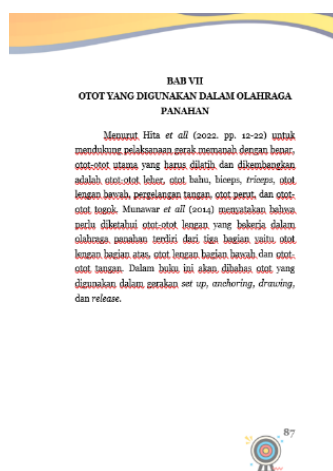 BAB VII
OTOT YANG DIGUNAKAN DALAM OLAHRAGA
PANAHAN
Menurut Hita et all (2022. pp. 12-22) untuk
mendukung pelaksanaan gerak memanah dengan benar,
otot-otot utama yang harus dilatih dan dikembangkan
adalah otot-otot leher, otot bahu, biceps, triceps, otot
lengan bawah, pergelangan tangan, otot perut, dan otot-
otot togok. Munawar et all (2014) menyatakan bahwa
perlu diketahui otot-otot lengan yang bekerja dalam
olahraga panahan terdiri dari tiga bagian yaitu otot
lengan bagian atas, otot lengan bagian bawah dan otot-
otot tangan. Dalam buku ini akan dibahas otot yang
digunakan dalam gerakan set up, anchoring, drawing,
dan release.
87